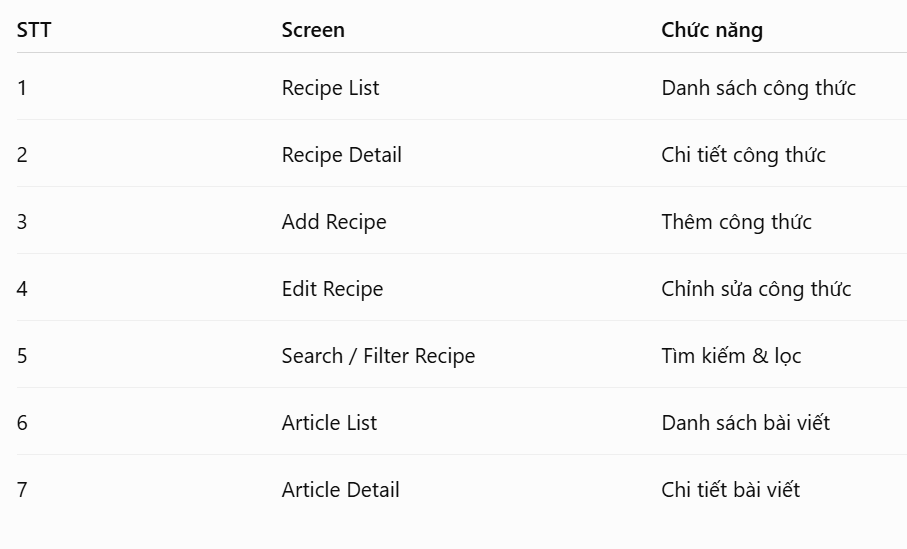 STT Screen Chức năng
1 Recipe List Danh sách công thức
2 Recipe Detail Chi tiết công thức
3 Add Recipe Thêm công thức
4 Edit Recipe Chỉnh sửa công thức
5 Search / Filter Recipe Tìm kiếm & lọc
6 Article List Danh sách bài viết
7 Article Detail Chi tiết bài viết